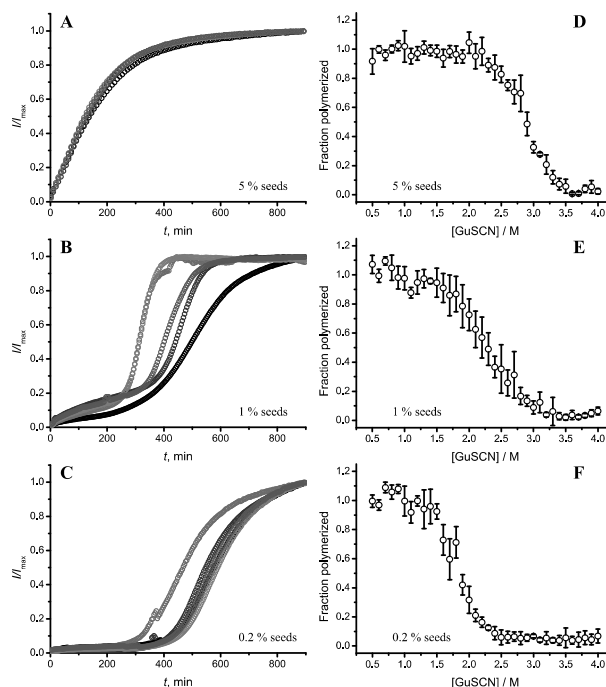 A
1.0
0.8
0.6
0.4
0.2
0.0
I/Imax
0 200 400 600 800
t, min
5 % seeds
D
1.2
1.0
0.8
0.6
0.4
0.2
0.0
Fraction polymerized
0.5 1.0 1.5 2.0 2.5 3.0 3.5 4.0
[GuSCN] / M
5 % seeds
B
1.0
0.8
0.6
0.4
0.2
0.0
I/Imax
0 200 400 600 800
t, min
1 % seeds
E
1.2
1.0
0.8
0.6
0.4
0.2
0.0
Fraction polymerized
0.5 1.0 1.5 2.0 2.5 3.0 3.5 4.0
[GuSCN] / M
1 % seeds
C
1.0
0.8
0.6
0.4
0.2
0.0
I/Imax
0 200 400 600 800
t, min
0.2 % seeds
F
1.2
1.0
0.8
0.6
0.4
0.2
0.0
Fraction polymerized
0.5 1.0 1.5 2.0 2.5 3.0 3.5 4.0
[GuSCN] / M
0.2 % seeds